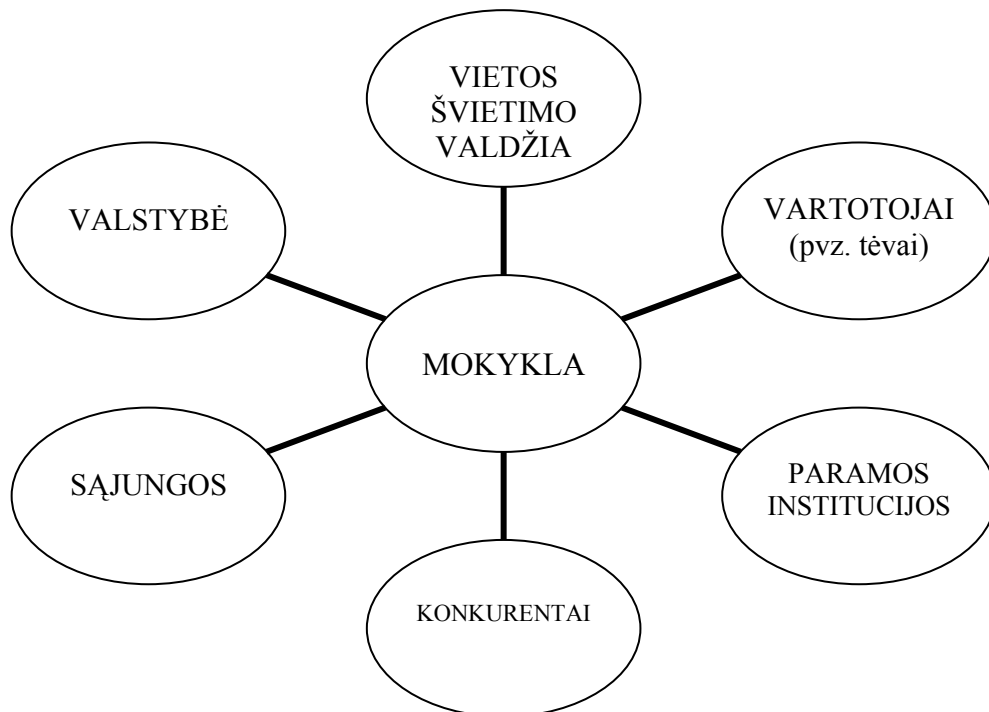 VIETOS
ŠVIETIMO
VALDŽIA
VALSTYBĖ
VARTOTOJAI
(pvz. tėvai)
MOKYKLA
SĄJUNGOS
PARAMOS
INSTITUCIJOS
KONKURENTAI